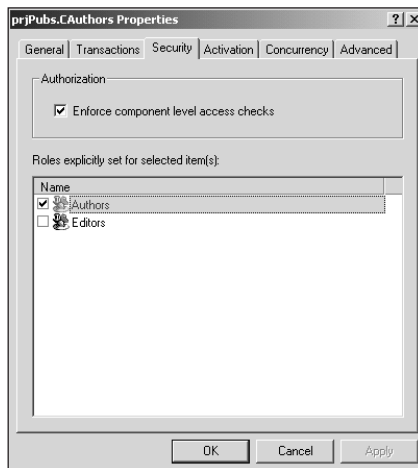 prjPubs.CAuthors Properties
General Transactions Security Activation Concurrency Advanced
Authorization
Enforce component level access checks
Roles explicitly set for selected item(s):
Name
Authors
Editors
OK Cancel Apply